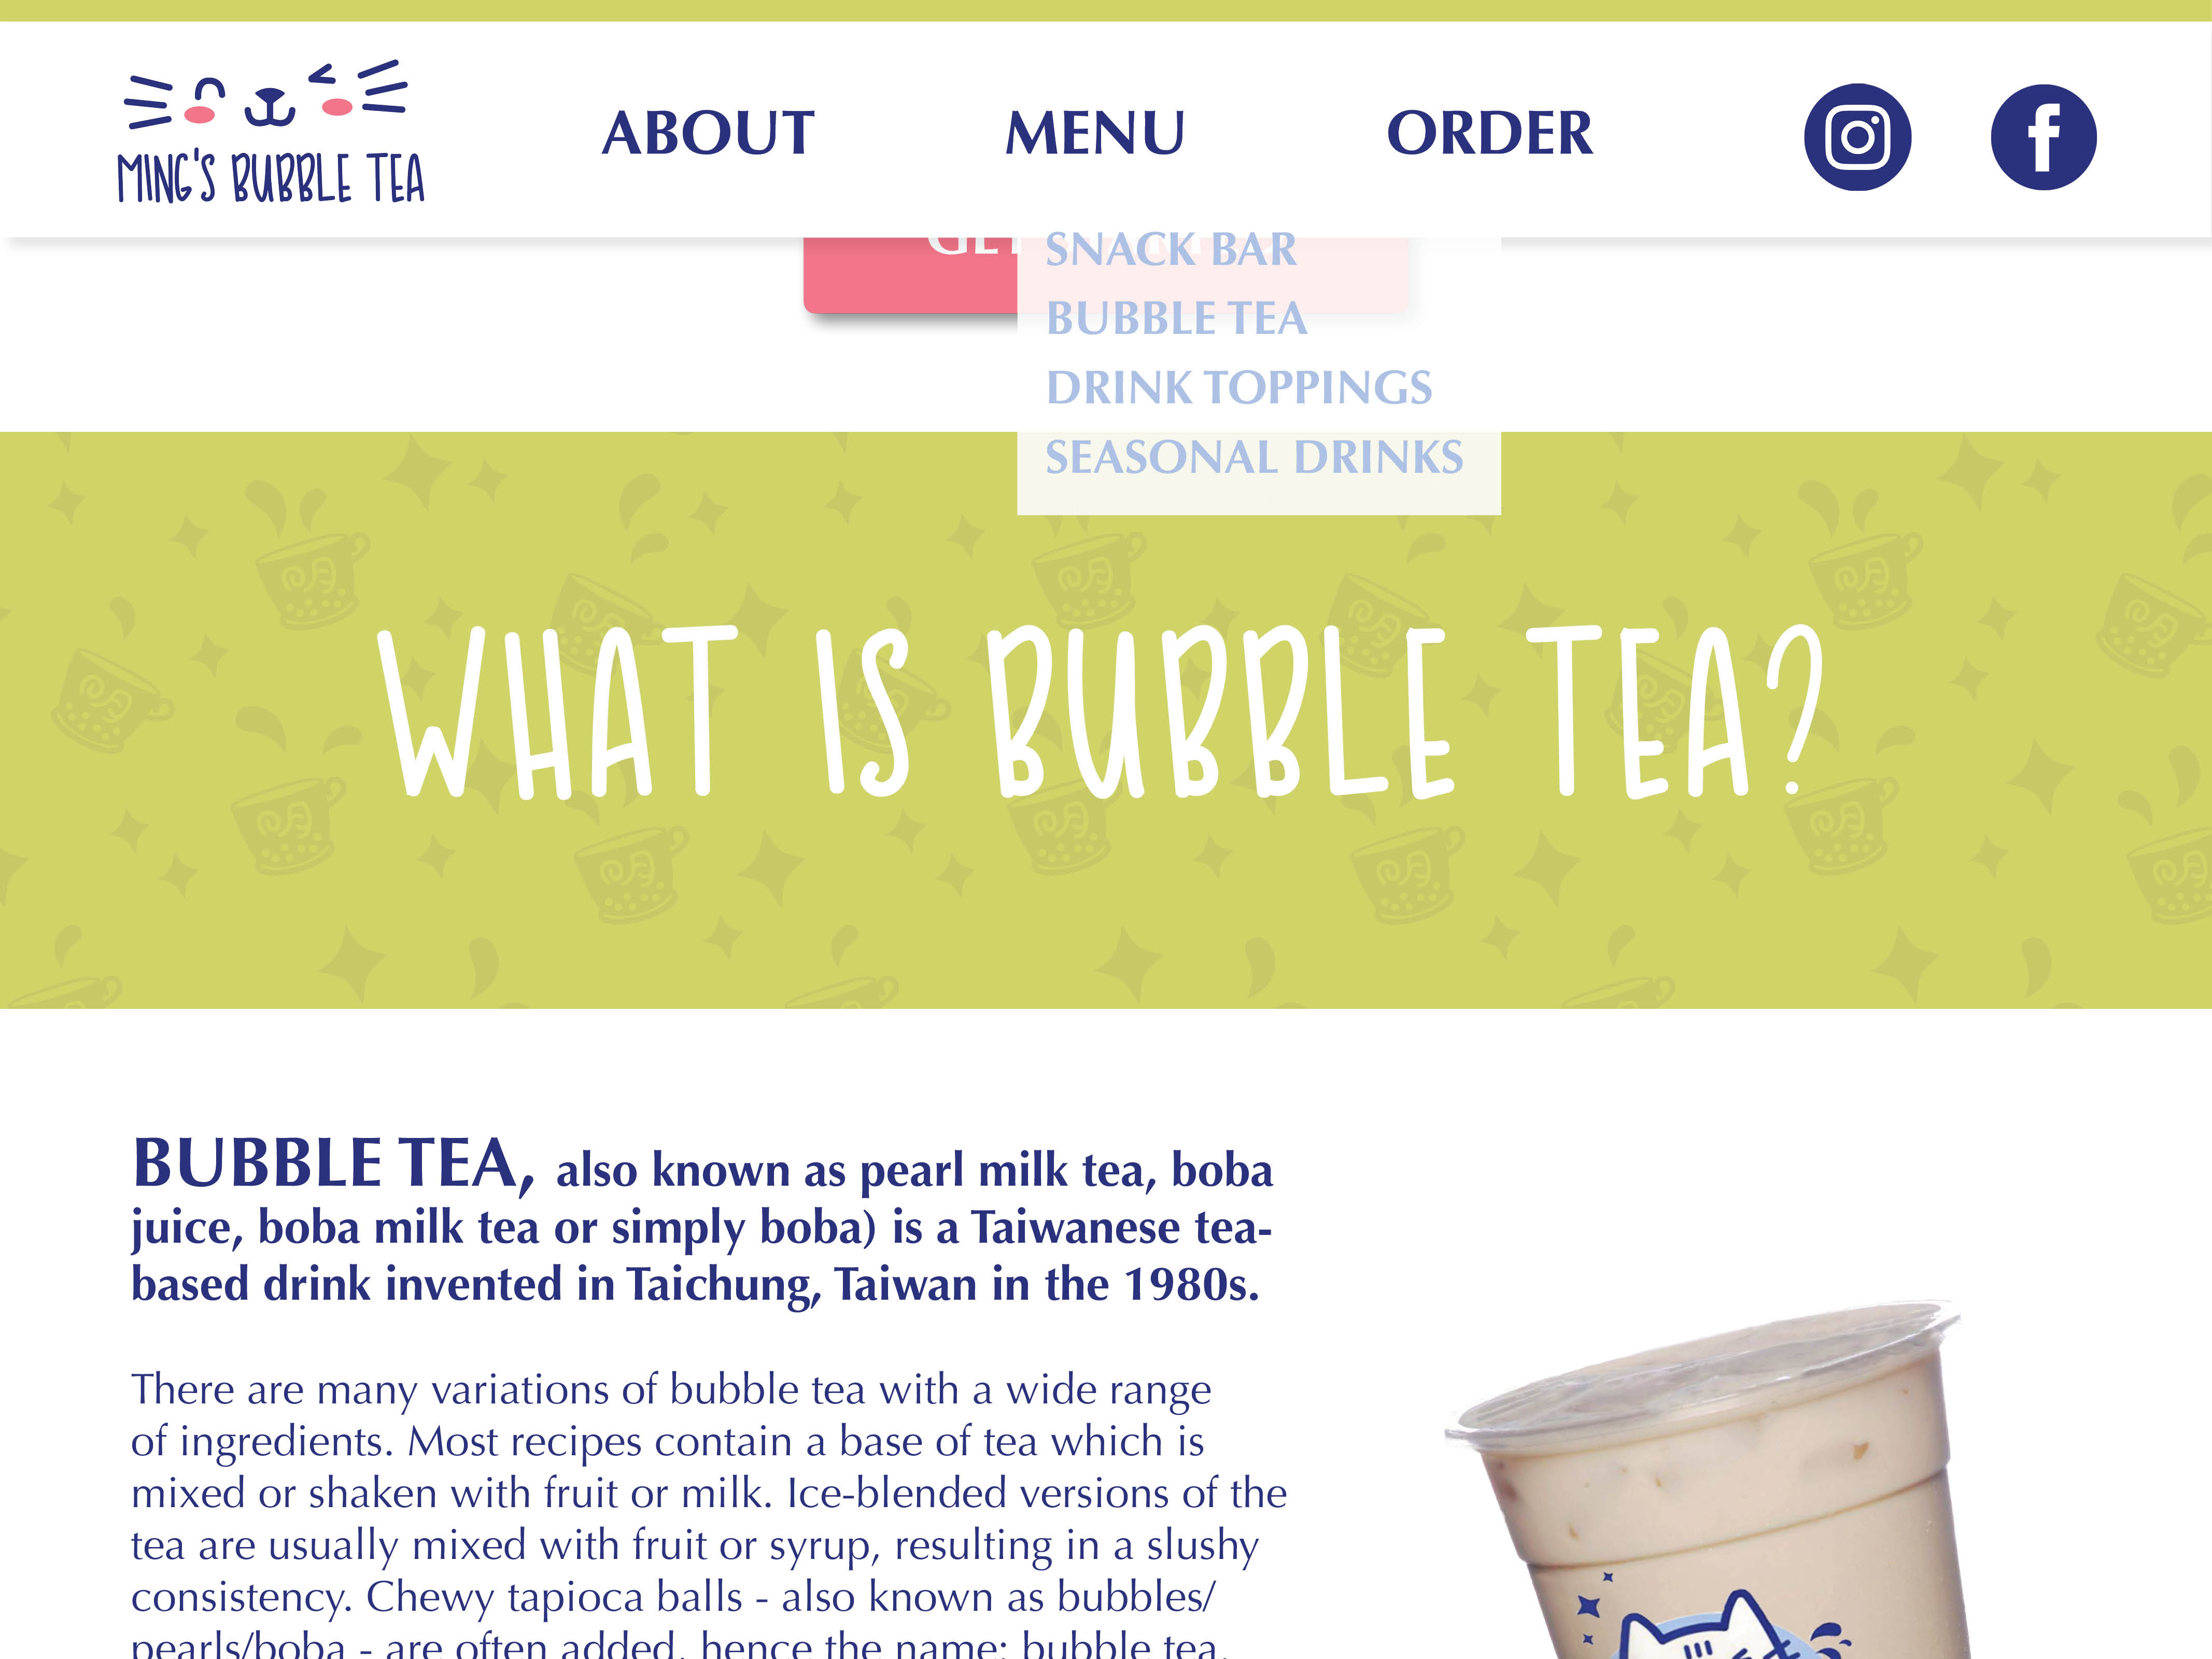 MING'S BUBBLE TEA
ABOUT
MENU
ORDER
SNACK BAR
BUBBLE TEA
DRINK TOPPINGS
SEASONAL DRINKS
WHAT IS BUBBLE TEA?
BUBBLE TEA, also known as pearl milk tea, boba
juice, boba milk tea or simply boba) is a Taiwanese tea-
based drink invented in Taichung, Taiwan in the 1980s.
There are many variations of bubble tea with a wide range
of ingredients. Most recipes contain a base of tea which is
mixed or shaken with fruit or milk. Ice-blended versions of the
tea are usually mixed with fruit or syrup, resulting in a slushy
consistency. Chewy tapioca balls - also known as bubbles/
pearls/boba - are often added, hence the name: bubble tea.